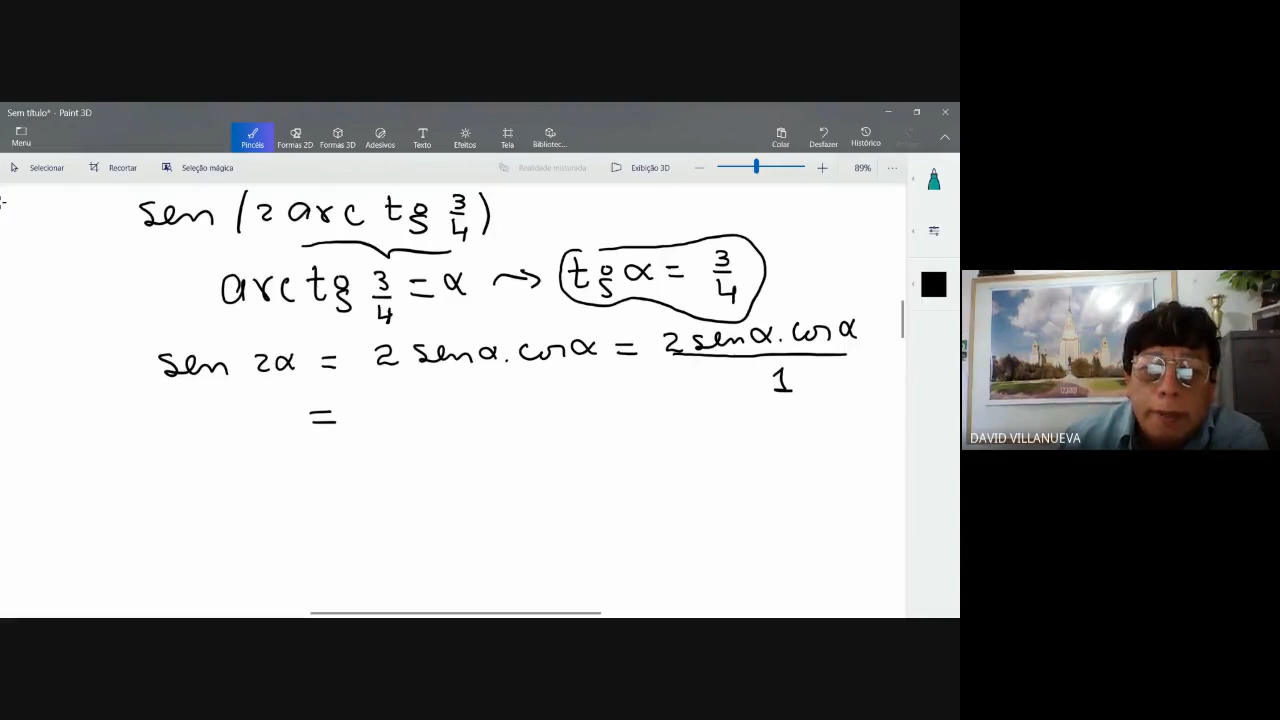 Sem título* - Paint 3D
Menu
Pincéis
Formas 2D
Formas 3D
Adesivos
Texto
Efeitos
Tela
Bibliotec...
Colar
Desfazer
Histórico
Selecionar
Recortar
Seleção mágica
Realidade misturada
Exibição 3D
89%
sen (2 arc tg 3/4)
arc tg 3/4 = α → tg α = 3/4
sen 2α = 2 senα . cosα = 2 senα . cosα / 1
=
DAVID VILLANUEVA